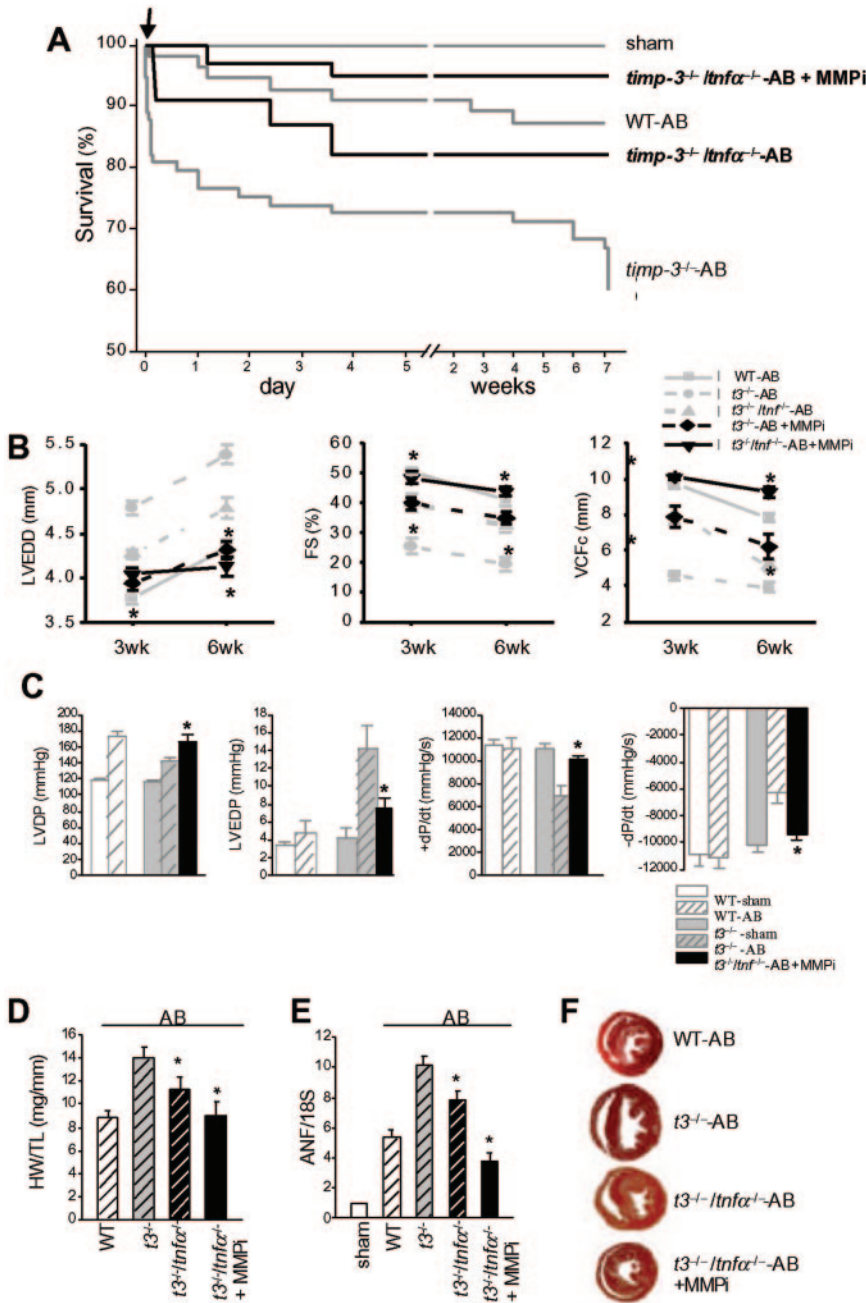 A
Survival (%)
100
90
80
70
60
50
0 1 2 3 4 5 2 3 4 5 6 7
day weeks
sham
timp-3-/-/tnfα-/--AB + MMPi
WT-AB
timp-3-/-/tnfα-/--AB
timp-3-/--AB
WT-AB
t3-/--AB
t3-/-/tnf-/--AB
t3-/--AB+MMPi
t3-/-/tnf-/--AB+MMPi
B
LVEDD (mm)
5.5
5.0
4.5
4.0
3.5
* * *
3wk 6wk
FS (%)
60
50
40
30
20
10
0
* * * *
3wk 6wk
VCFc (mm)
12
10
8
6
4
2
* * * *
3wk 6wk
C
LVDP (mmHg)
200
180
160
140
120
100
80
60
40
20
0
*
LVEDP (mmHg)
18
16
14
12
10
8
6
4
2
0
*
+dP/dt (mmHg/s)
14000
12000
10000
8000
6000
4000
2000
0
*
-dP/dt (mmHg/s)
0
-2000
-4000
-6000
-8000
-10000
-12000
*
WT-sham
WT-AB
t3-/--sham
t3-/--AB
t3-/-/tnf-/--AB+MMPi
D
AB
HW/TL (mg/mm)
16
14
12
10
8
6
4
2
0
* *
WT
t3-/-
t3-/-/tnfα-/-
t3-/-/tnfα-/-
+ MMPi
E
AB
ANF/18S
12
10
8
6
4
2
0
* *
sham
WT
t3-/-
t3-/-/tnfα-/-
t3-/-/tnfα-/-
+ MMPi
F
WT-AB
t3-/--AB
t3-/-/tnfα-/--AB
t3-/-/tnfα-/--AB
+MMPi